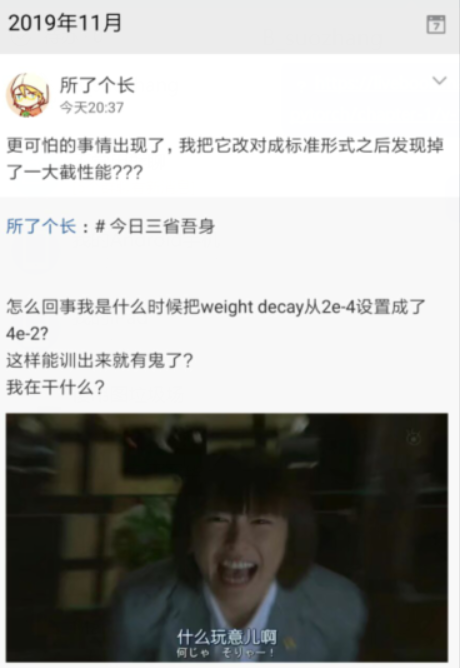 2019年11月
7
所了个长
今天20:37
更可怕的事情出现了，我把它改对成标准形式之后发现掉
了一大截性能???
所了个长：# 今日三省吾身
怎么回事我是什么时候把weight decay从2e-4设置成了
4e-2?
这样能训出来就有鬼了?
我在干什么?
什么玩意儿啊
何じゃ そりゃー！